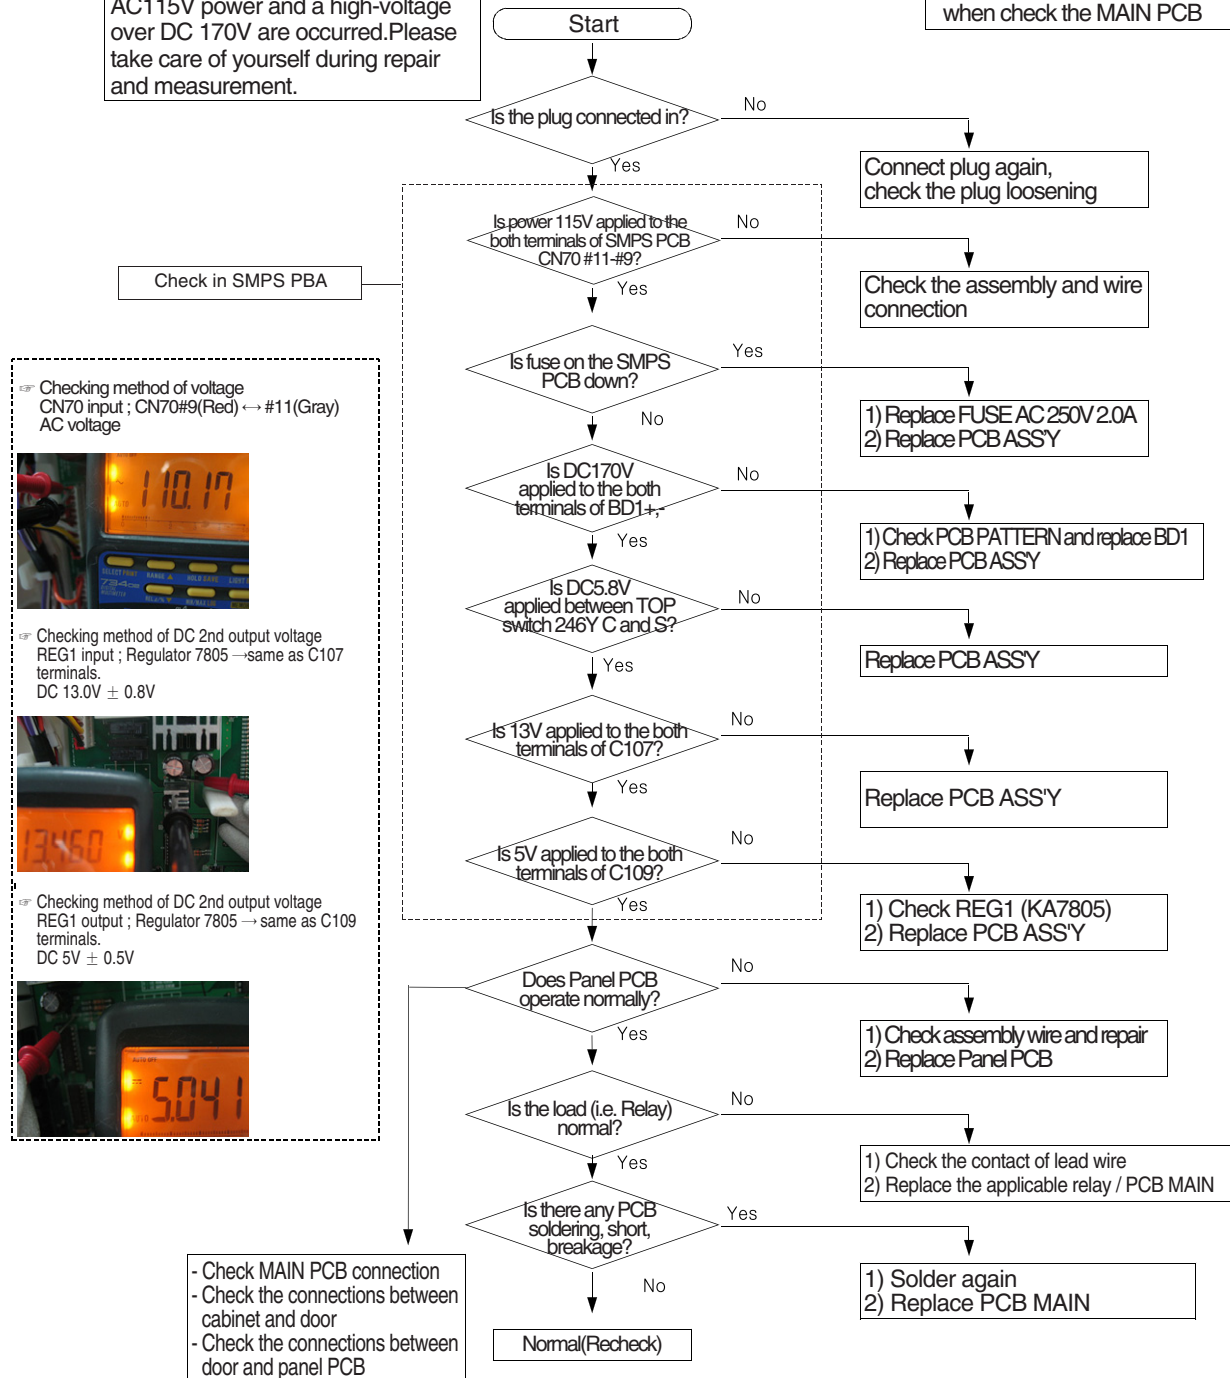 AC115V power and a high-voltage
over DC 170V are occurred.Please
take care of yourself during repair
and measurement.
when check the MAIN PCB
Start
Is the plug connected in?
No
Connect plug again,
check the plug loosening
Yes
Is power 115V applied to the
both terminals of SMPS PCB
CN70 #11-#9?
No
Check the assembly and wire
connection
Yes
Check in SMPS PBA
Is fuse on the SMPS
PCB down?
Yes
1) Replace FUSE AC 250V 2.0A
2) Replace PCB ASS'Y
No
Is DC170V
applied to the both
terminals of BD1+,-
No
1) Check PCB PATTERN and replace BD1
2) Replace PCB ASS'Y
Yes
Is DC5.8V
applied between TOP
switch 246Y C and S?
No
Replace PCB ASS'Y
Yes
Is 13V applied to the both
terminals of C107?
No
Replace PCB ASS'Y
Yes
Is 5V applied to the both
terminals of C109?
No
1) Check REG1 (KA7805)
2) Replace PCB ASS'Y
Yes
Does Panel PCB
operate normally?
No
1) Check assembly wire and repair
2) Replace Panel PCB
Yes
Is the load (i.e. Relay)
normal?
No
1) Check the contact of lead wire
2) Replace the applicable relay / PCB MAIN
Yes
Is there any PCB
soldering, short,
breakage?
Yes
1) Solder again
2) Replace PCB MAIN
No
Normal(Recheck)
- Check MAIN PCB connection
- Check the connections between
cabinet and door
- Check the connections between
door and panel PCB
☞ Checking method of voltage
CN70 input ; CN70#9(Red) ↔ #11(Gray)
AC voltage
110.17
SELECT PRINT RANGE ▲ HOLD SAVE
734
☞ Checking method of DC 2nd output voltage
REG1 input ; Regulator 7805 →same as C107
terminals.
DC 13.0V ± 0.8V
13.460
☞ Checking method of DC 2nd output voltage
REG1 output ; Regulator 7805 → same as C109
terminals.
DC 5V ± 0.5V
AUTO OFF
5.041